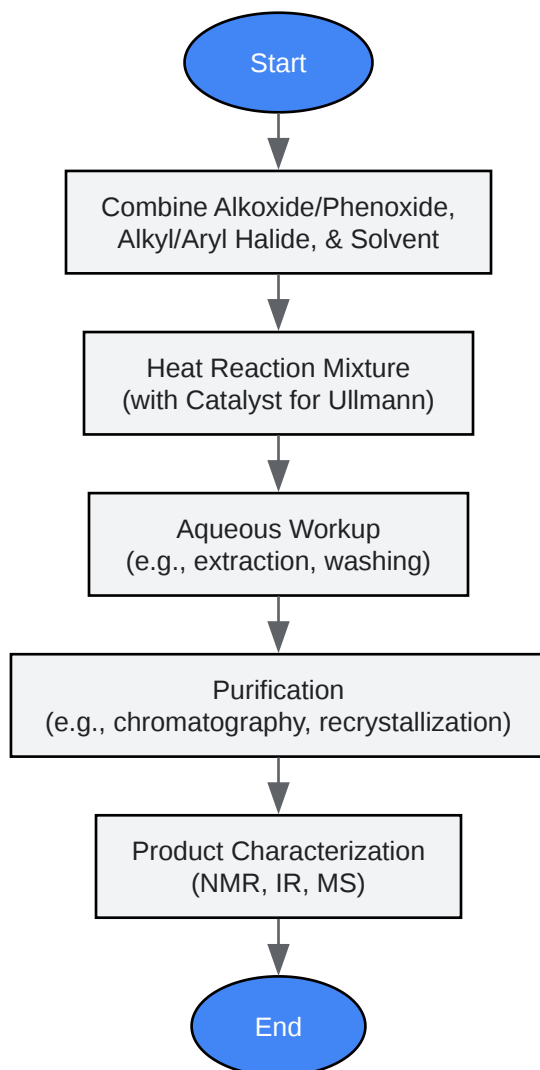 Start
Combine Alkoxide/Phenoxide,
Alkyl/Aryl Halide, & Solvent
Heat Reaction Mixture
(with Catalyst for Ullmann)
Aqueous Workup
(e.g., extraction, washing)
Purification
(e.g., chromatography, recrystallization)
Product Characterization
(NMR, IR, MS)
End